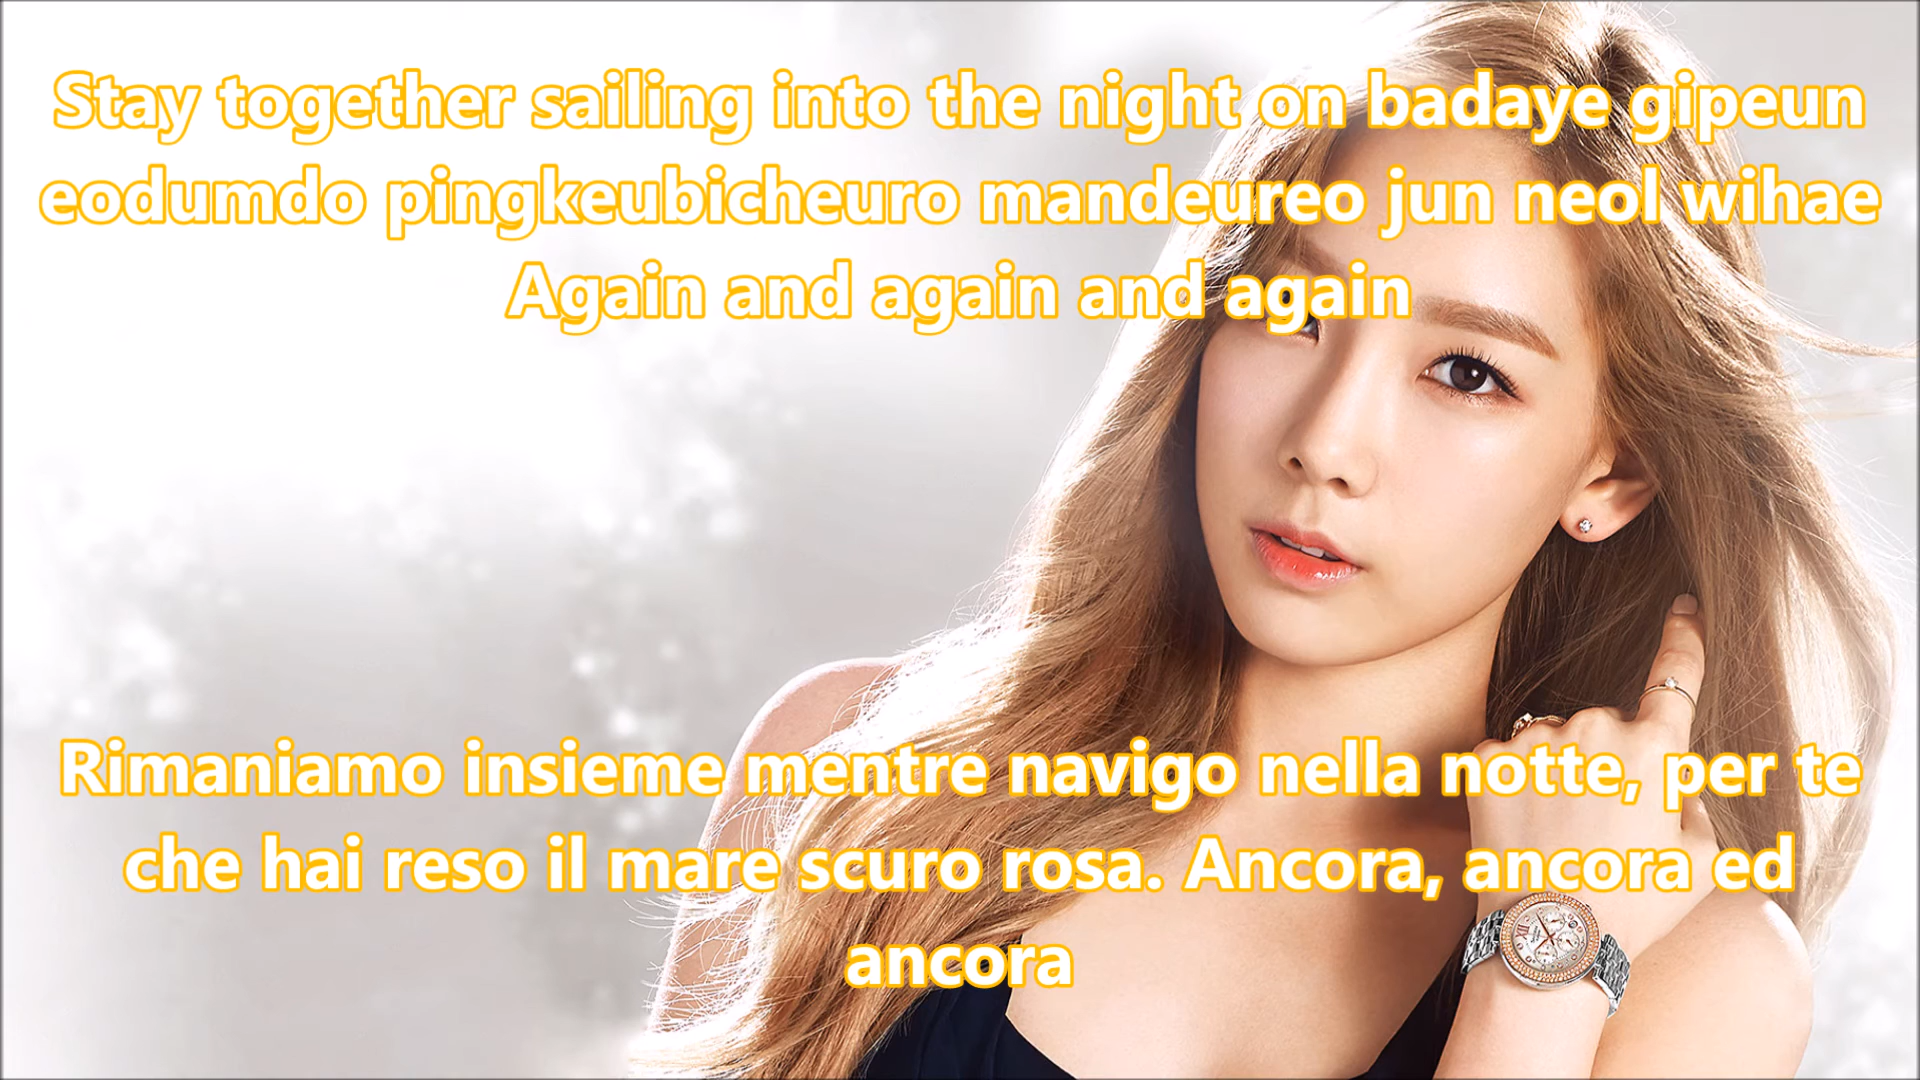 Stay together sailing into the night on badaye gipeun
eodumdo pingkeubicheuro mandeureo jun neol wihae
Again and again and again
Rimaniamo insieme mentre navigo nella notte, per te
che hai reso il mare scuro rosa. Ancora, ancora ed
ancora